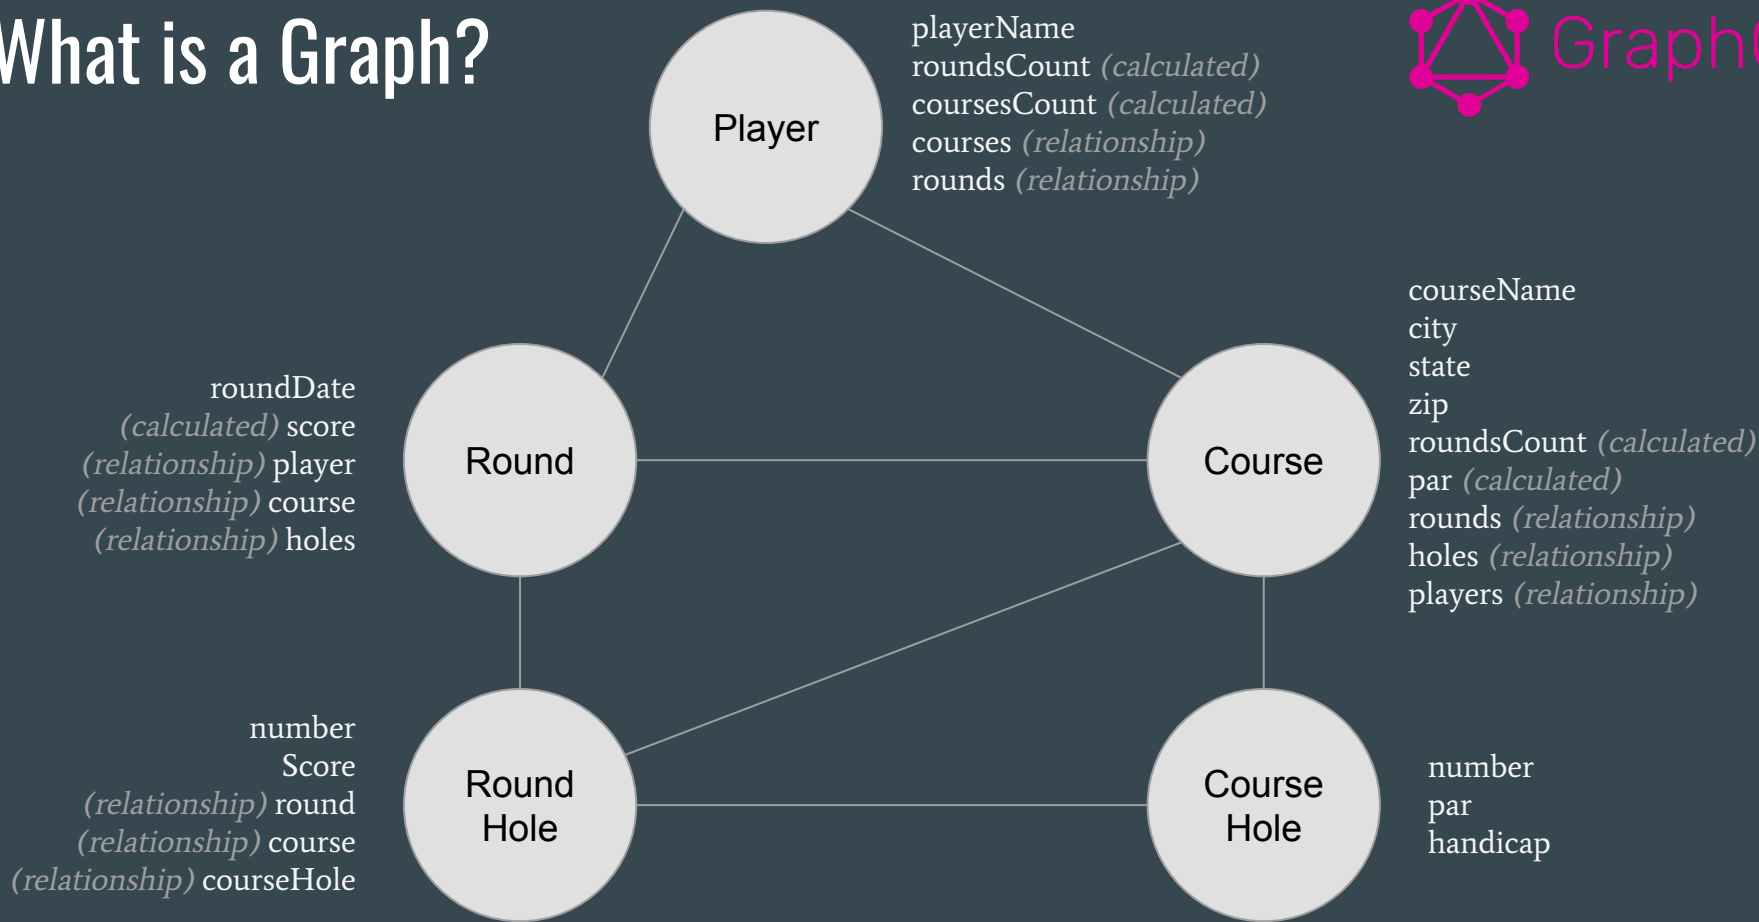 What is a Graph?
Graph
Player
playerName
roundsCount (calculated)
coursesCount (calculated)
courses (relationship)
rounds (relationship)
roundDate
(calculated) score
(relationship) player
(relationship) course
(relationship) holes
Round
Course
courseName
city
state
zip
roundsCount (calculated)
par (calculated)
rounds (relationship)
holes (relationship)
players (relationship)
number
Score
(relationship) round
(relationship) course
(relationship) courseHole
Round
Hole
Course
Hole
number
par
handicap